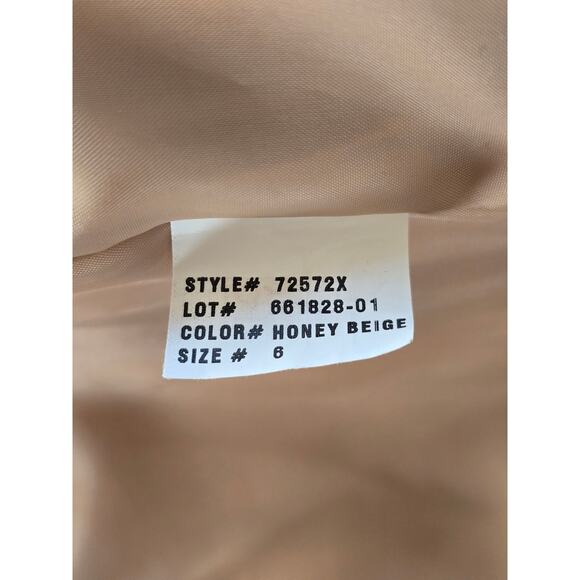 STYLE# 72572X
LOT# 661828-01
COLOR# HONEY BEIGE
SIZE # 6